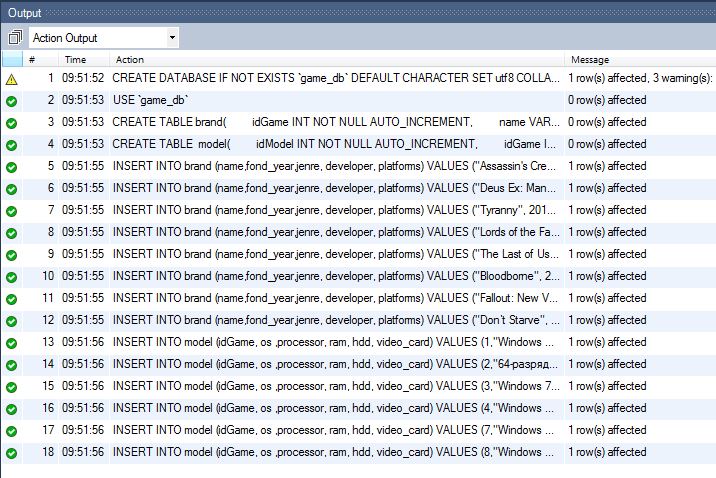 Output
Action Output
# Time Action Message
1 09:51:52 CREATE DATABASE IF NOT EXISTS `game_db` DEFAULT CHARACTER SET utf8 COLLA... 1 row(s) affected, 3 warning(s):
2 09:51:53 USE `game_db` 0 row(s) affected
3 09:51:53 CREATE TABLE brand( idGame INT NOT NULL AUTO_INCREMENT, name VAR... 0 row(s) affected
4 09:51:53 CREATE TABLE model( idModel INT NOT NULL AUTO_INCREMENT, idGame I... 0 row(s) affected
5 09:51:55 INSERT INTO brand (name,fond_year,jenre, developer, platforms) VALUES ("Assassin's Cre... 1 row(s) affected
6 09:51:55 INSERT INTO brand (name,fond_year,jenre, developer, platforms) VALUES ("Deus Ex: Man... 1 row(s) affected
7 09:51:55 INSERT INTO brand (name,fond_year,jenre, developer, platforms) VALUES ("Tyranny", 201... 1 row(s) affected
8 09:51:55 INSERT INTO brand (name,fond_year,jenre, developer, platforms) VALUES ("Lords of the Fa... 1 row(s) affected
9 09:51:55 INSERT INTO brand (name,fond_year,jenre, developer, platforms) VALUES ("The Last of Us... 1 row(s) affected
10 09:51:55 INSERT INTO brand (name,fond_year,jenre, developer, platforms) VALUES ("Bloodborne", 2... 1 row(s) affected
11 09:51:55 INSERT INTO brand (name,fond_year,jenre, developer, platforms) VALUES ("Fallout: New V... 1 row(s) affected
12 09:51:55 INSERT INTO brand (name,fond_year,jenre, developer, platforms) VALUES ("Don't Starve", ... 1 row(s) affected
13 09:51:56 INSERT INTO model (idGame, os ,processor, ram, hdd, video_card) VALUES (1,"Windows ... 1 row(s) affected
14 09:51:56 INSERT INTO model (idGame, os ,processor, ram, hdd, video_card) VALUES (2,"64-разряд... 1 row(s) affected
15 09:51:56 INSERT INTO model (idGame, os ,processor, ram, hdd, video_card) VALUES (3,"Windows 7... 1 row(s) affected
16 09:51:56 INSERT INTO model (idGame, os ,processor, ram, hdd, video_card) VALUES (4,"Windows ... 1 row(s) affected
17 09:51:56 INSERT INTO model (idGame, os ,processor, ram, hdd, video_card) VALUES (7,"Windows ... 1 row(s) affected
18 09:51:56 INSERT INTO model (idGame, os ,processor, ram, hdd, video_card) VALUES (8,"Windows ... 1 row(s) affected